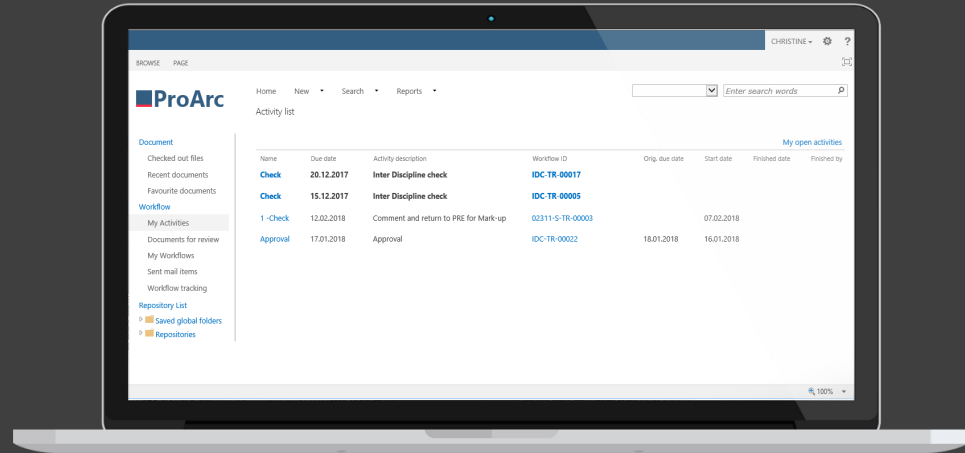 CHRISTINE ?
BROWSE PAGE
ProArc
Home New Search Reports
Enter search words
Activity list
My open activities
Document
Checked out files
Recent documents
Favourite documents
Workflow
My Activities
Documents for review
My Workflows
Sent mail items
Workflow tracking
Repository List
Saved global folders
Repositories
Name Due date Activity description Workflow ID Orig. due date Start date Finished date Finished by
Check 20.12.2017 Inter Discipline check IDC-TR-00017
Check 15.12.2017 Inter Discipline check IDC-TR-00005
1 -Check 12.02.2018 Comment and return to PRE for Mark-up 02311-S-TR-00003 07.02.2018
Approval 17.01.2018 Approval IDC-TR-00022 18.01.2018 16.01.2018
100%